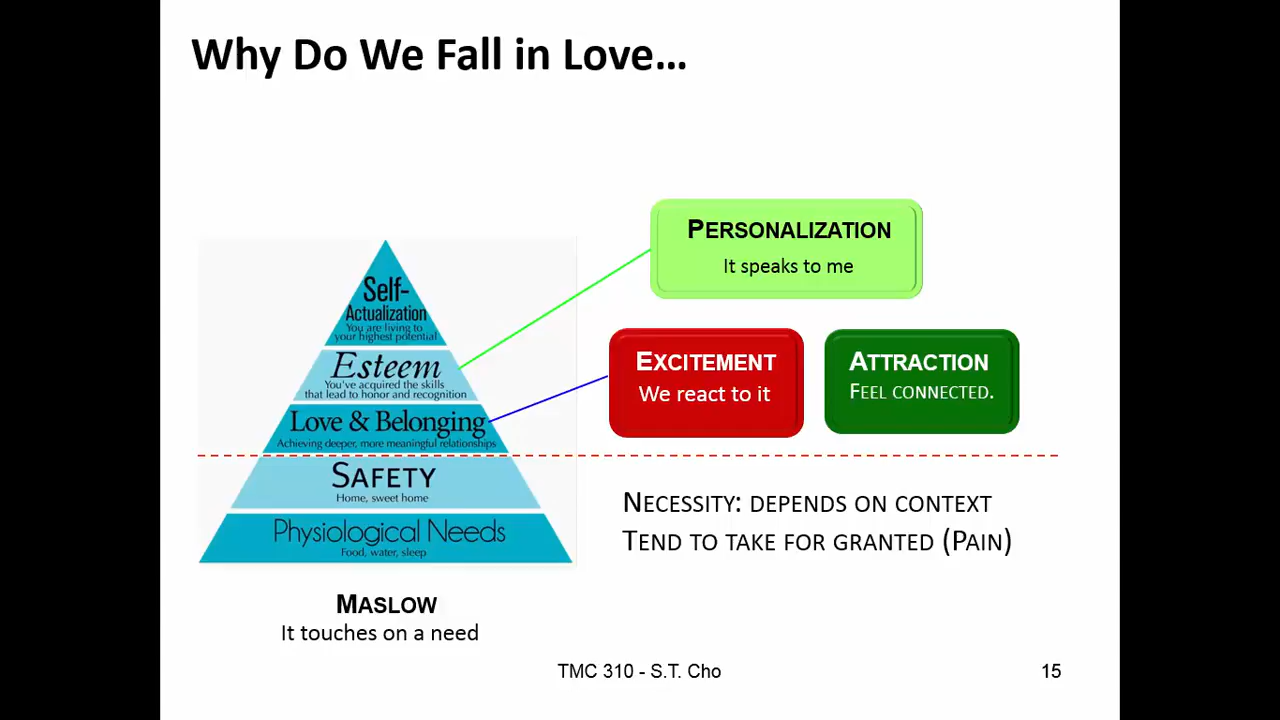 Why Do We Fall in Love...
PERSONALIZATION
It speaks to me
Self-
Actualization
You are living to
your highest potential
Esteem
You've acquired the skills
that lead to honor and recognition
EXCITEMENT
We react to it
ATTRACTION
FEEL CONNECTED.
Love & Belonging
Achieving deeper, more meaningful relationships
SAFETY
Home, sweet home
Physiological Needs
Food, water, sleep
NECESSITY: DEPENDS ON CONTEXT
TEND TO TAKE FOR GRANTED (PAIN)
MASLOW
It touches on a need
TMC 310 - S.T. Cho
15